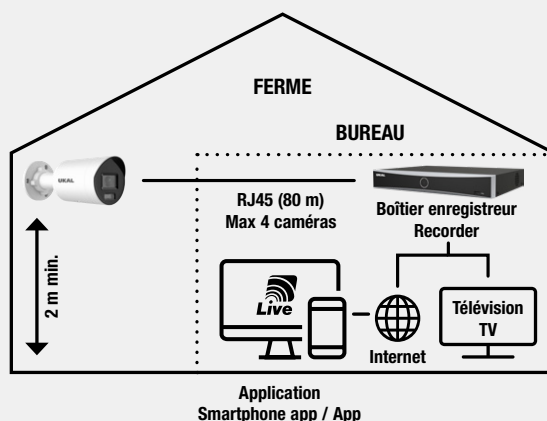 FERME
BUREAU
UKAL
RJ45 (80 m)
Max 4 caméras
Boîtier enregistreur
Recorder
2 m min.
Live
Internet
Télévision
TV
Application
Smartphone app / App